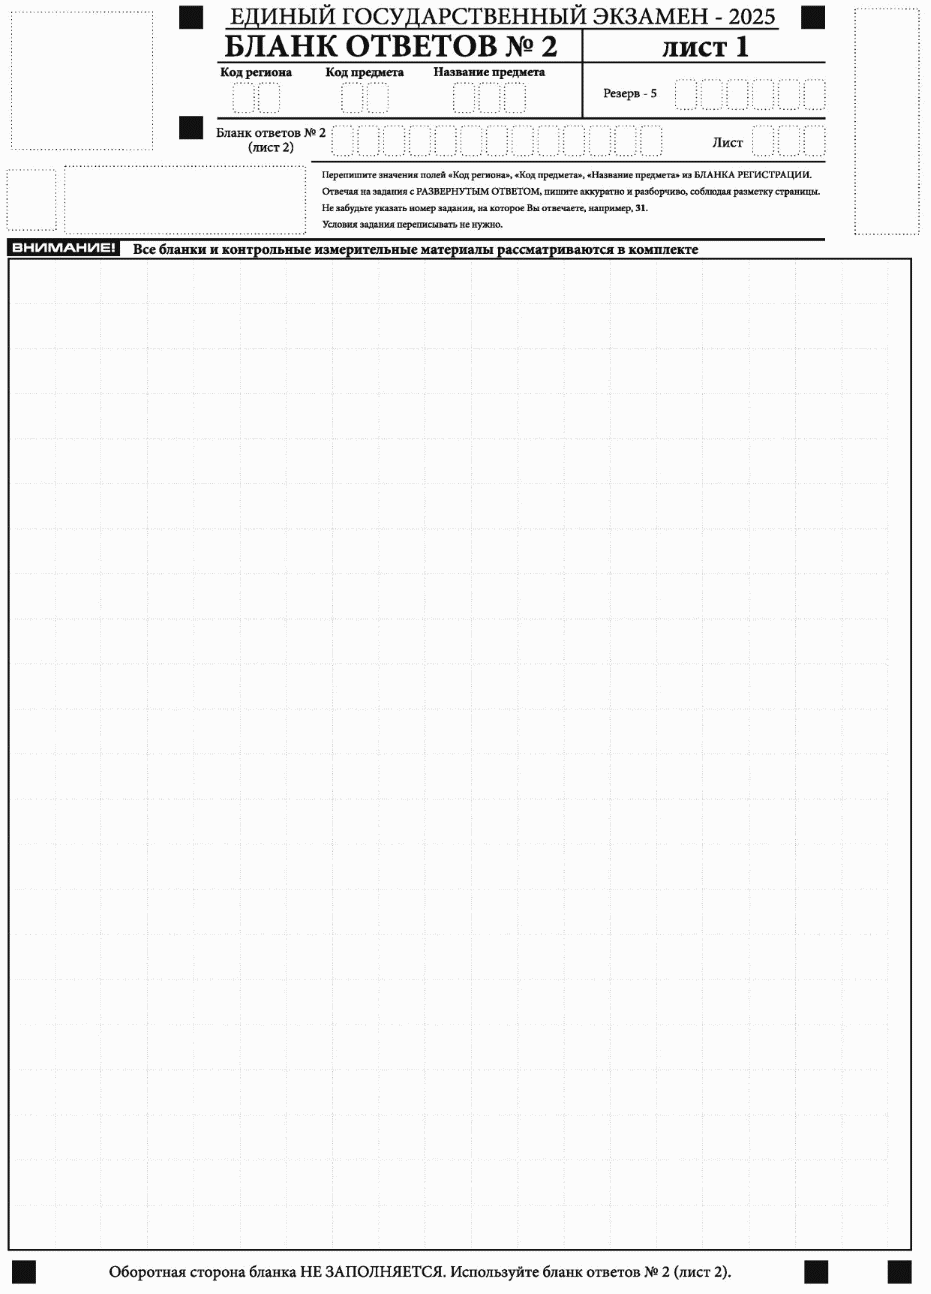 ЕДИНЫЙ ГОСУДАРСТВЕННЫЙ ЭКЗАМЕН - 2025
БЛАНК ОТВЕТОВ № 2 лист 1
Код региона Код предмета Название предмета
Резерв - 5
Бланк ответов № 2 Лист
(лист 2)
Перепишите значения полей «Код региона», «Код предмета», «Название предмета» из БЛАНКА РЕГИСТРАЦИИ.
Отвечая на задания с РАЗВЕРНУТЫМ ОТВЕТОМ, пишите аккуратно и разборчиво, соблюдая разметку страницы.
Не забудьте указать номер задания, на которое Вы отвечаете, например, 31.
Условия задания переписывать не нужно.
ВНИМАНИЕ! Все бланки и контрольные измерительные материалы рассматриваются в комплекте
Оборотная сторона бланка НЕ ЗАПОЛНЯЕТСЯ. Используйте бланк ответов № 2 (лист 2).